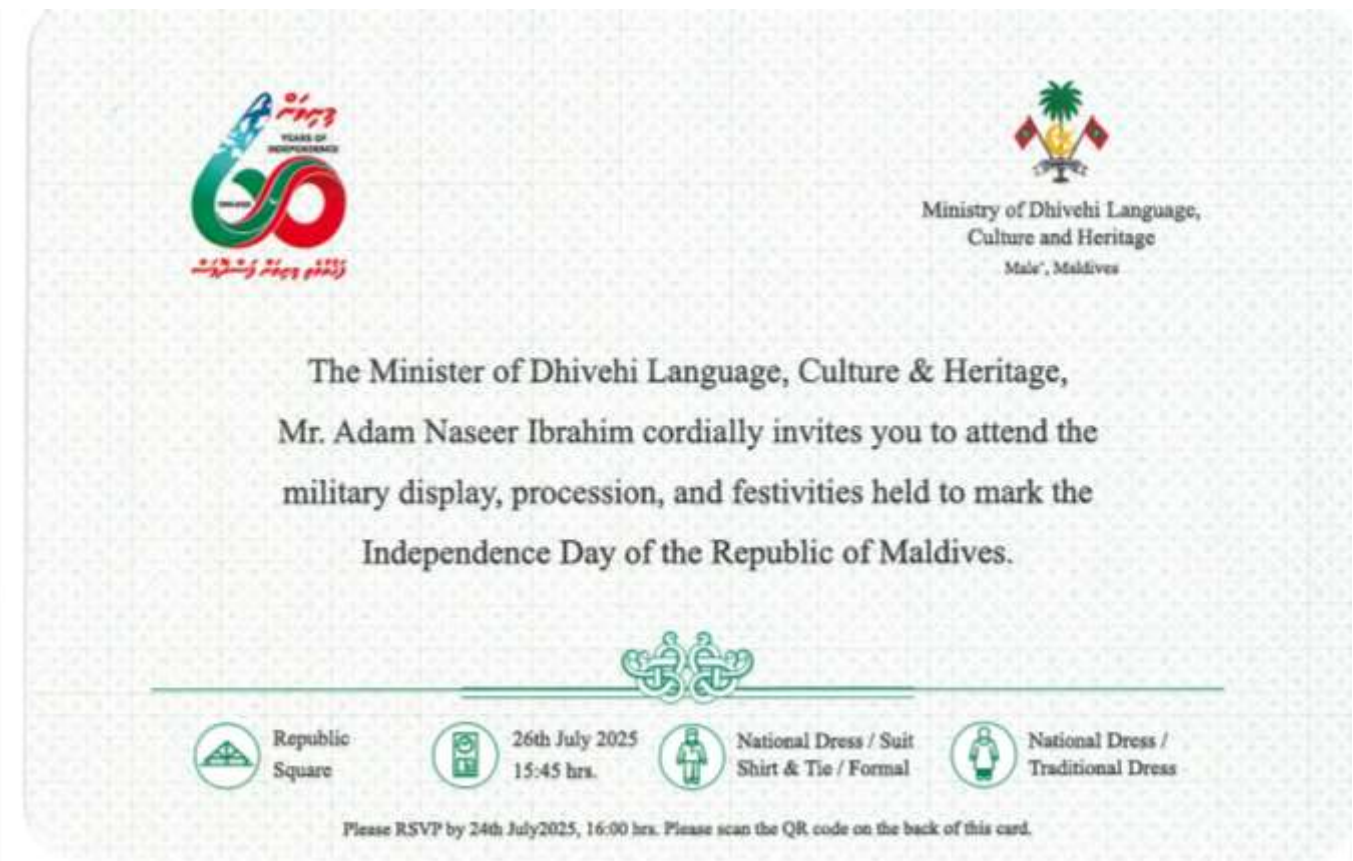 YEARS OF
INDEPENDENCE
Ministry of Dhivehi Language,
Culture and Heritage
Male', Maldives
The Minister of Dhivehi Language, Culture & Heritage,
Mr. Adam Naseer Ibrahim cordially invites you to attend the
military display, procession, and festivities held to mark the
Independence Day of the Republic of Maldives.
Republic
Square
26th July 2025
15:45 hrs.
National Dress / Suit
Shirt & Tie / Formal
National Dress /
Traditional Dress
Please RSVP by 24th July2025, 16:00 hrs. Please scan the QR code on the back of this card.